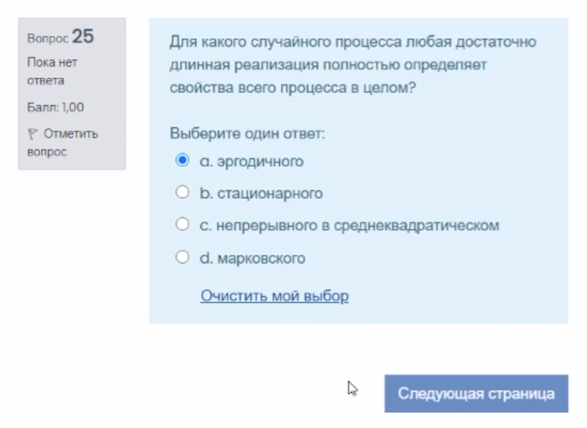 Вопрос 25
Пока нет
ответа
Балл: 1,00
Отметить
вопрос
Для какого случайного процесса любая достаточно
длинная реализация полностью определяет
свойства всего процесса в целом?
Выберите один ответ:
a. эргодичного
b. стационарного
c. непрерывного в среднеквадратическом
d. марковского
Очистить мой выбор
Следующая страница